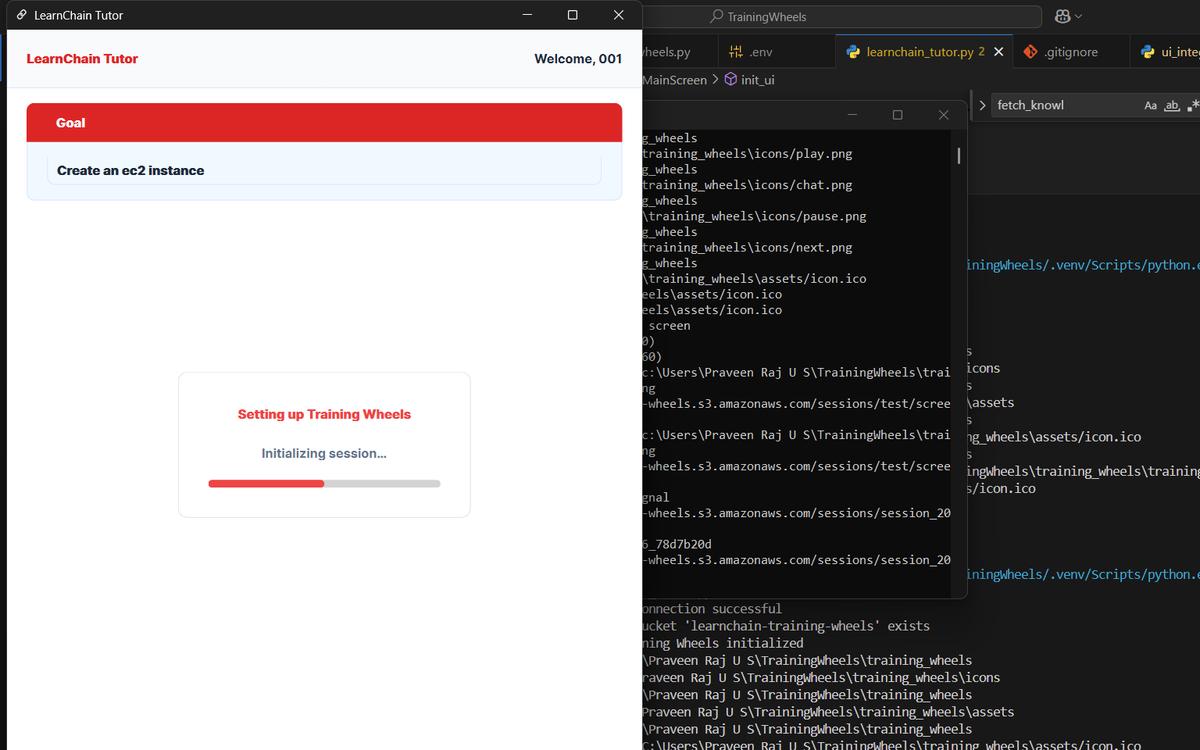 LearnChain Tutor
LearnChain Tutor
Welcome, 001
Goal
Create an ec2 instance
Setting up Training Wheels
Initializing session...
TrainingWheels
wheels.py
.env
learnchain_tutor.py 2
.gitignore
ui_inte
MainScreen > init_ui
fetch_knowl
Aa
ab
g_wheels
training_wheels\icons/play.png
g_wheels
training_wheels\icons/chat.png
g_wheels
\training_wheels\icons/pause.png
g_wheels
training_wheels\icons/next.png
g_wheels
\training_wheels\assets/icon.ico
eels\assets/icon.ico
eels\assets/icon.ico
screen
0)
60)
c:\Users\Praveen Raj U S\TrainingWheels\trai
ng
-wheels.s3.amazonaws.com/sessions/test/scree
c:\Users\Praveen Raj U S\TrainingWheels\trai
ng
-wheels.s3.amazonaws.com/sessions/test/scree
gnal
-wheels.s3.amazonaws.com/sessions/session_20
6_78d7b20d
-wheels.s3.amazonaws.com/sessions/session_20
iningWheels/.venv/Scripts/python.e
s
icons
s
\assets
s
ng_wheels\assets/icon.ico
s
ingWheels\training_wheels\training
s/icon.ico
iningWheels/.venv/Scripts/python.e
onnection successful
ucket 'learnchain-training-wheels' exists
ning Wheels initialized
\Praveen Raj U S\TrainingWheels\training_wheels
raveen Raj U S\TrainingWheels\training_wheels\icons
\Praveen Raj U S\TrainingWheels\training_wheels
Praveen Raj U S\TrainingWheels\training_wheels\assets
\Praveen Raj U S\TrainingWheels\training_wheels
C:\Users\Praveen Raj U S\TrainingWheels\training_wheels\assets/icon.ico